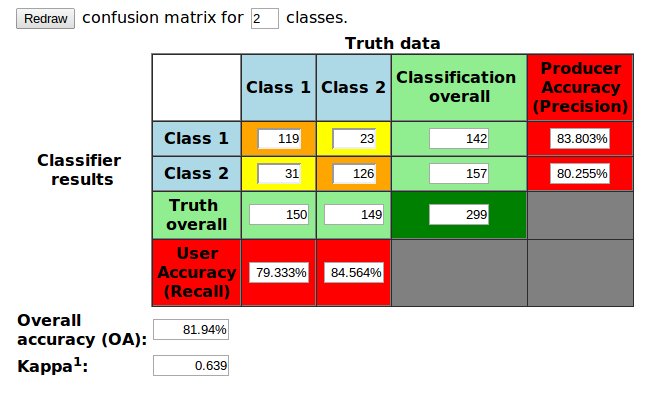 Redraw confusion matrix for 2 classes.
Truth data
Class 1 Class 2 Classification overall Producer Accuracy (Precision)
Classifier results
Class 1 119 23 142 83.803%
Class 2 31 126 157 80.255%
Truth overall 150 149 299
User Accuracy (Recall) 79.333% 84.564%
Overall accuracy (OA): 81.94%
Kappa¹: 0.639